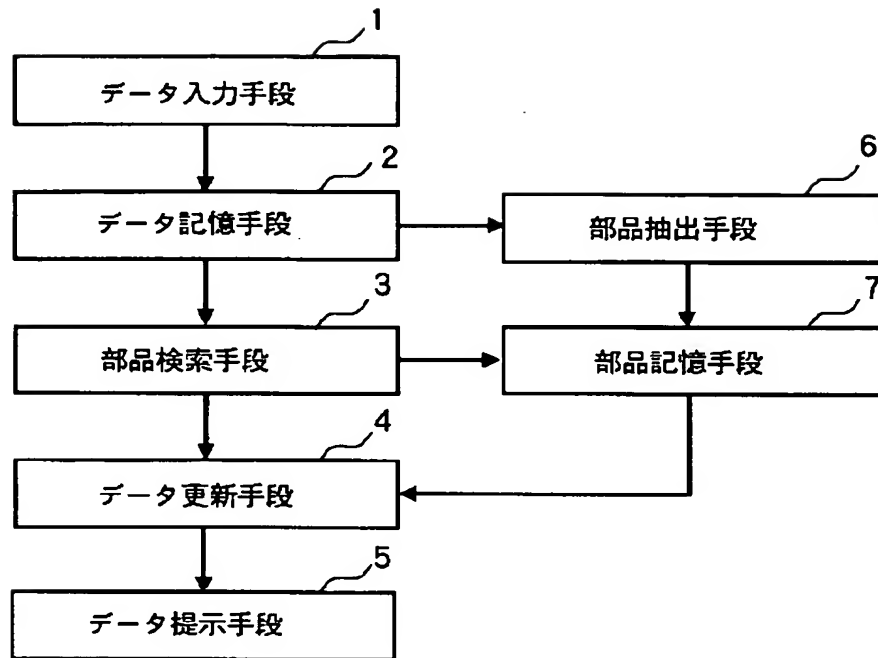 1
データ入力手段
2
データ記憶手段
3
部品検索手段
4
データ更新手段
5
データ提示手段
6
部品抽出手段
7
部品記憶手段